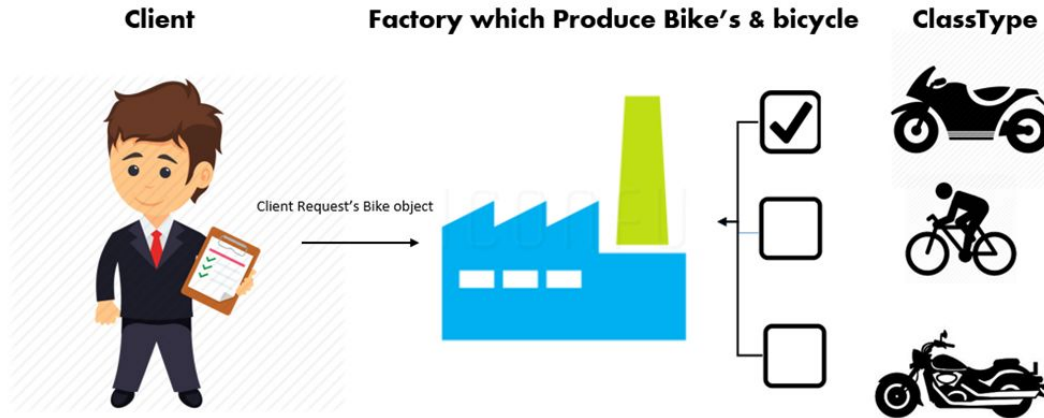 Client
Factory which Produce Bike's & bicycle
ClassType
Client Request's Bike object